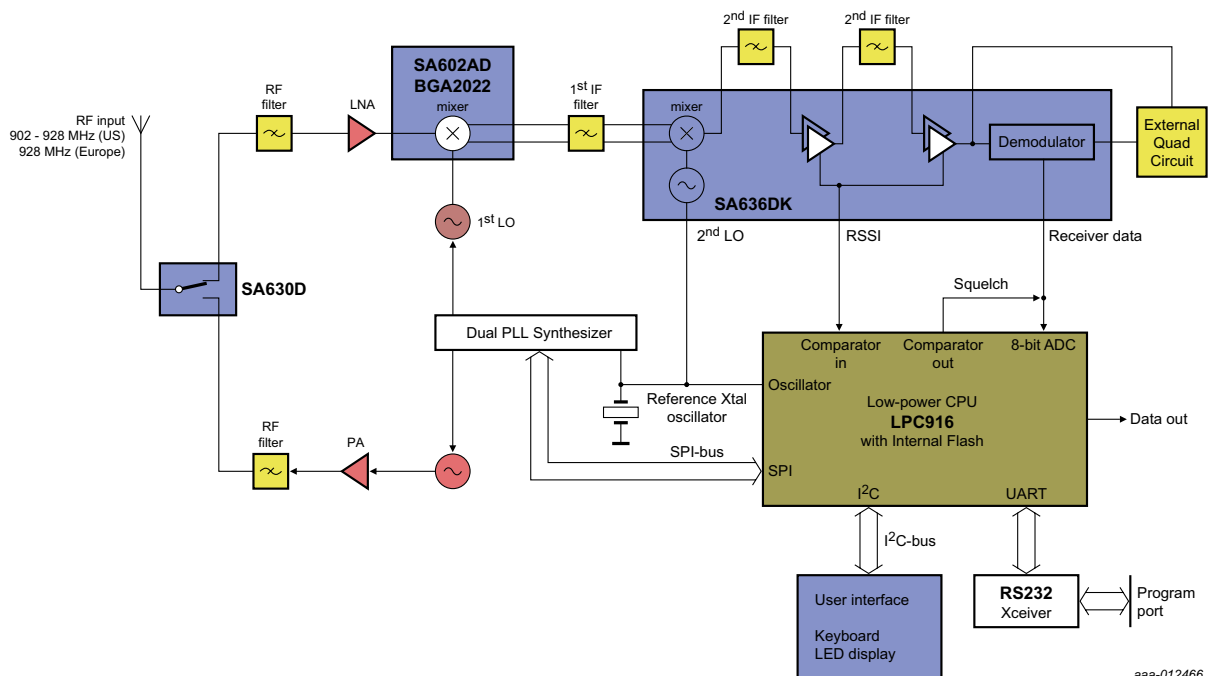 2nd IF filter
2nd IF filter
SA602AD
BGA2022
mixer
RF
filter
LNA
1st IF
filter
mixer
RF input
902 - 928 MHz (US)
928 MHz (Europe)
External
Quad
Circuit
Demodulator
SA636DK
1st LO
2nd LO
RSSI
Receiver data
SA630D
Squelch
Dual PLL Synthesizer
Comparator
in
Comparator
out
8-bit ADC
Oscillator
Reference Xtal
oscillator
Low-power CPU
LPC916
with Internal Flash
Data out
RF
filter
PA
SPI-bus
SPI
I2C
UART
I2C-bus
User interface
Keyboard
LED display
RS232
Xceiver
Program
port
aaa-012466